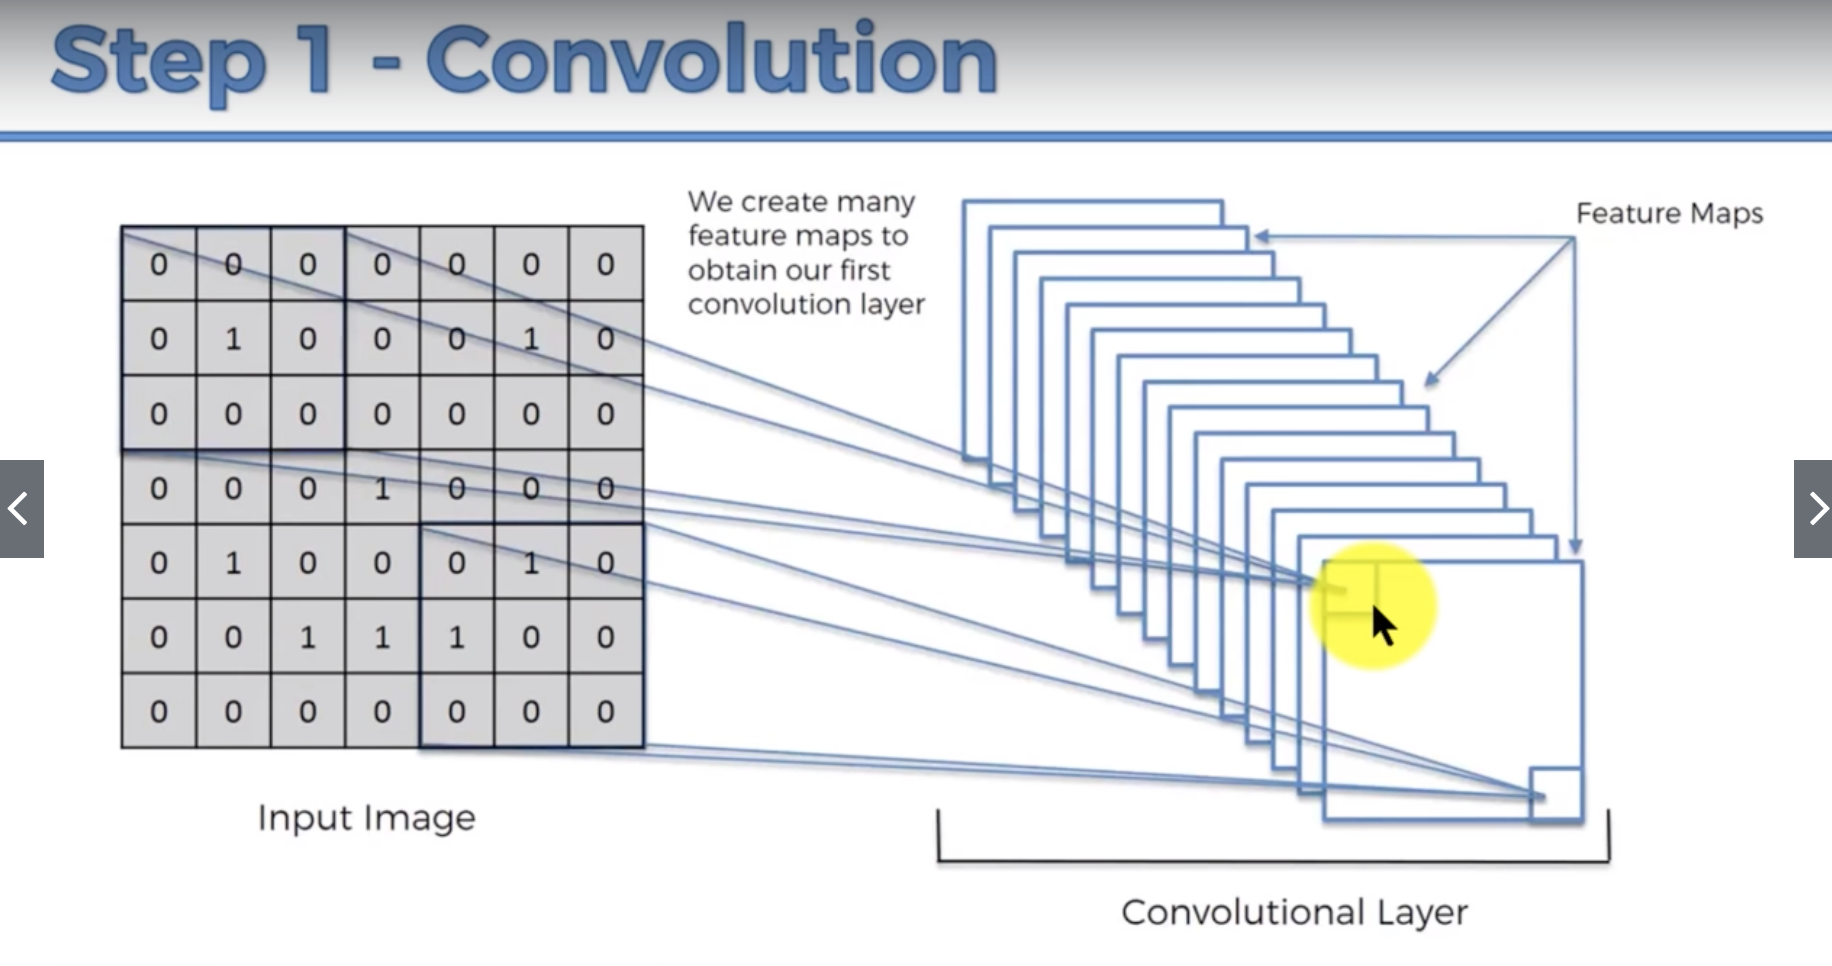 Step 1 - Convolution
We create many
feature maps to
obtain our first
convolution layer
Feature Maps
0 0 0 0 0 0 0
0 1 0 0 0 1 0
0 0 0 0 0 0 0
0 0 0 1 0 0 0
0 1 0 0 0 1 0
0 0 1 1 1 0 0
0 0 0 0 0 0 0
Input Image
Convolutional Layer